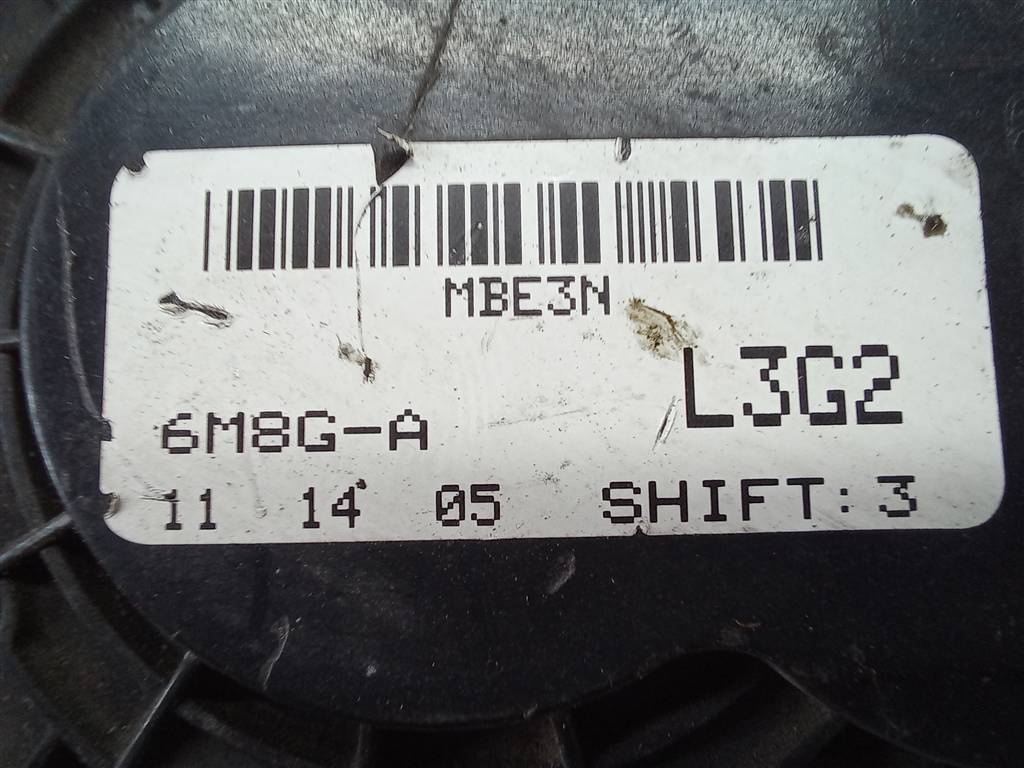 MBE3N
L3G2
6M8G-A
11 14 05 SHIFT: 3